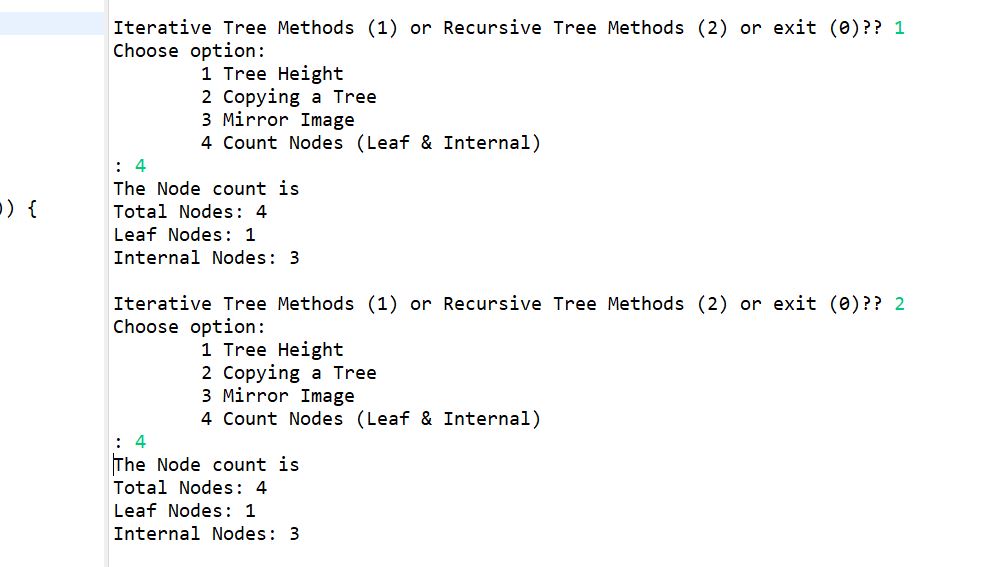 Iterative Tree Methods (1) or Recursive Tree Methods (2) or exit (0)?? 1
Choose option:
1 Tree Height
2 Copying a Tree
3 Mirror Image
4 Count Nodes (Leaf & Internal)
: 4
The Node count is
)) {
Total Nodes: 4
Leaf Nodes: 1
Internal Nodes: 3
Iterative Tree Methods (1) or Recursive Tree Methods (2) or exit (0)?? 2
Choose option:
1 Tree Height
2 Copying a Tree
3 Mirror Image
4 Count Nodes (Leaf & Internal)
: 4
The Node count is
Total Nodes: 4
Leaf Nodes: 1
Internal Nodes: 3